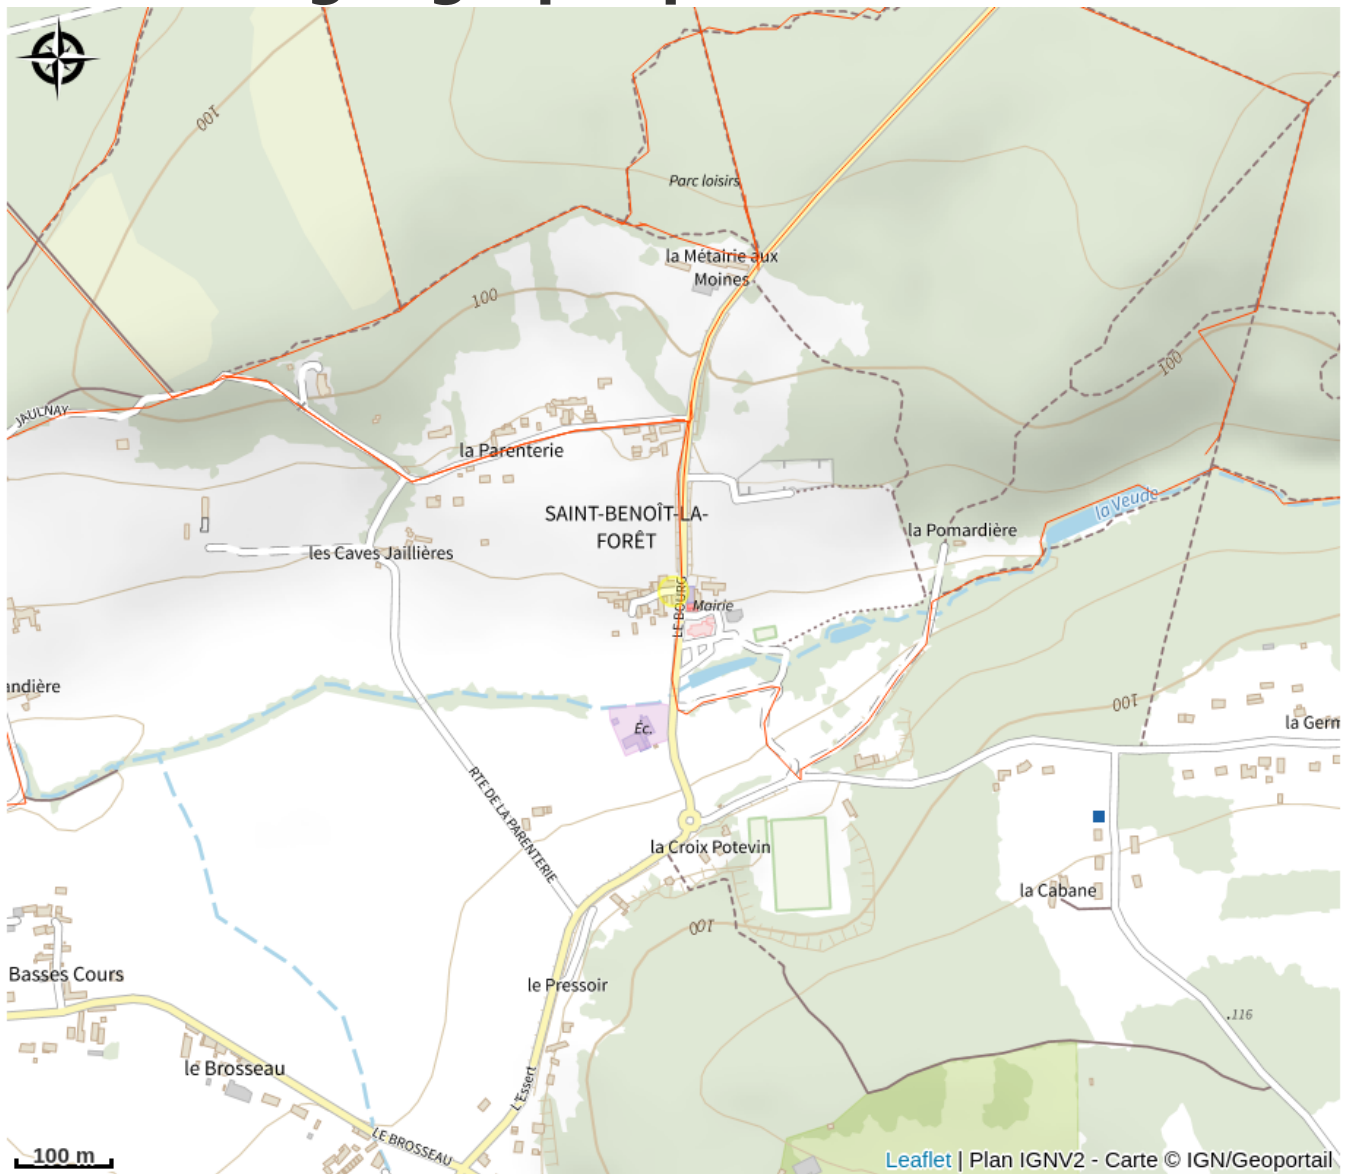 100
Parc loisirs
la Métairie aux
Moines
100
100
JAULNAY
la Parenterie
SAINT-BENOÎT-LA-
FORÊT
la Veude
la Pomardière
les Caves Jaillières
LE BOURG
Mairie
andière
100
la Germ
Éc.
RTE DE LA PARENTERIE
la Croix Potevin
la Cabane
100
Basses Cours
le Pressoir
116
le Brosseau
L'Essert
LE BROSSEAU
100 m
Leaflet | Plan IGNV2 - Carte © IGN/Geoportail